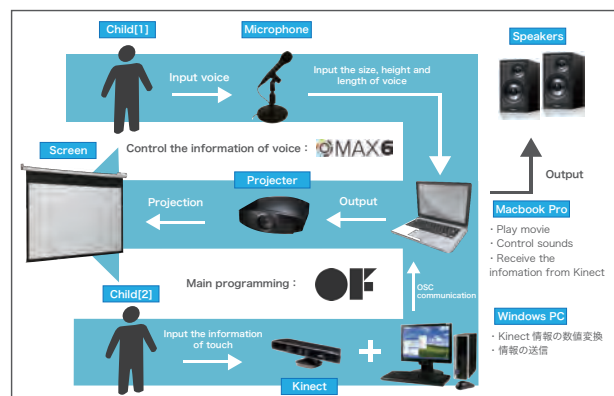 Child[1]
Microphone
Speakers
Input voice
Input the size, height and
length of voice
Screen
Control the information of voice :
MAX6
Projecter
Output
Projection
Output
Macbook Pro
・Play movie
・Control sounds
・Receive the
infomation from Kinect
Main programming :
OF
OSC
communication
Child[2]
Windows PC
・Kinect 情報の数値変換
・情報の送信
Input the information
of touch
Kinect